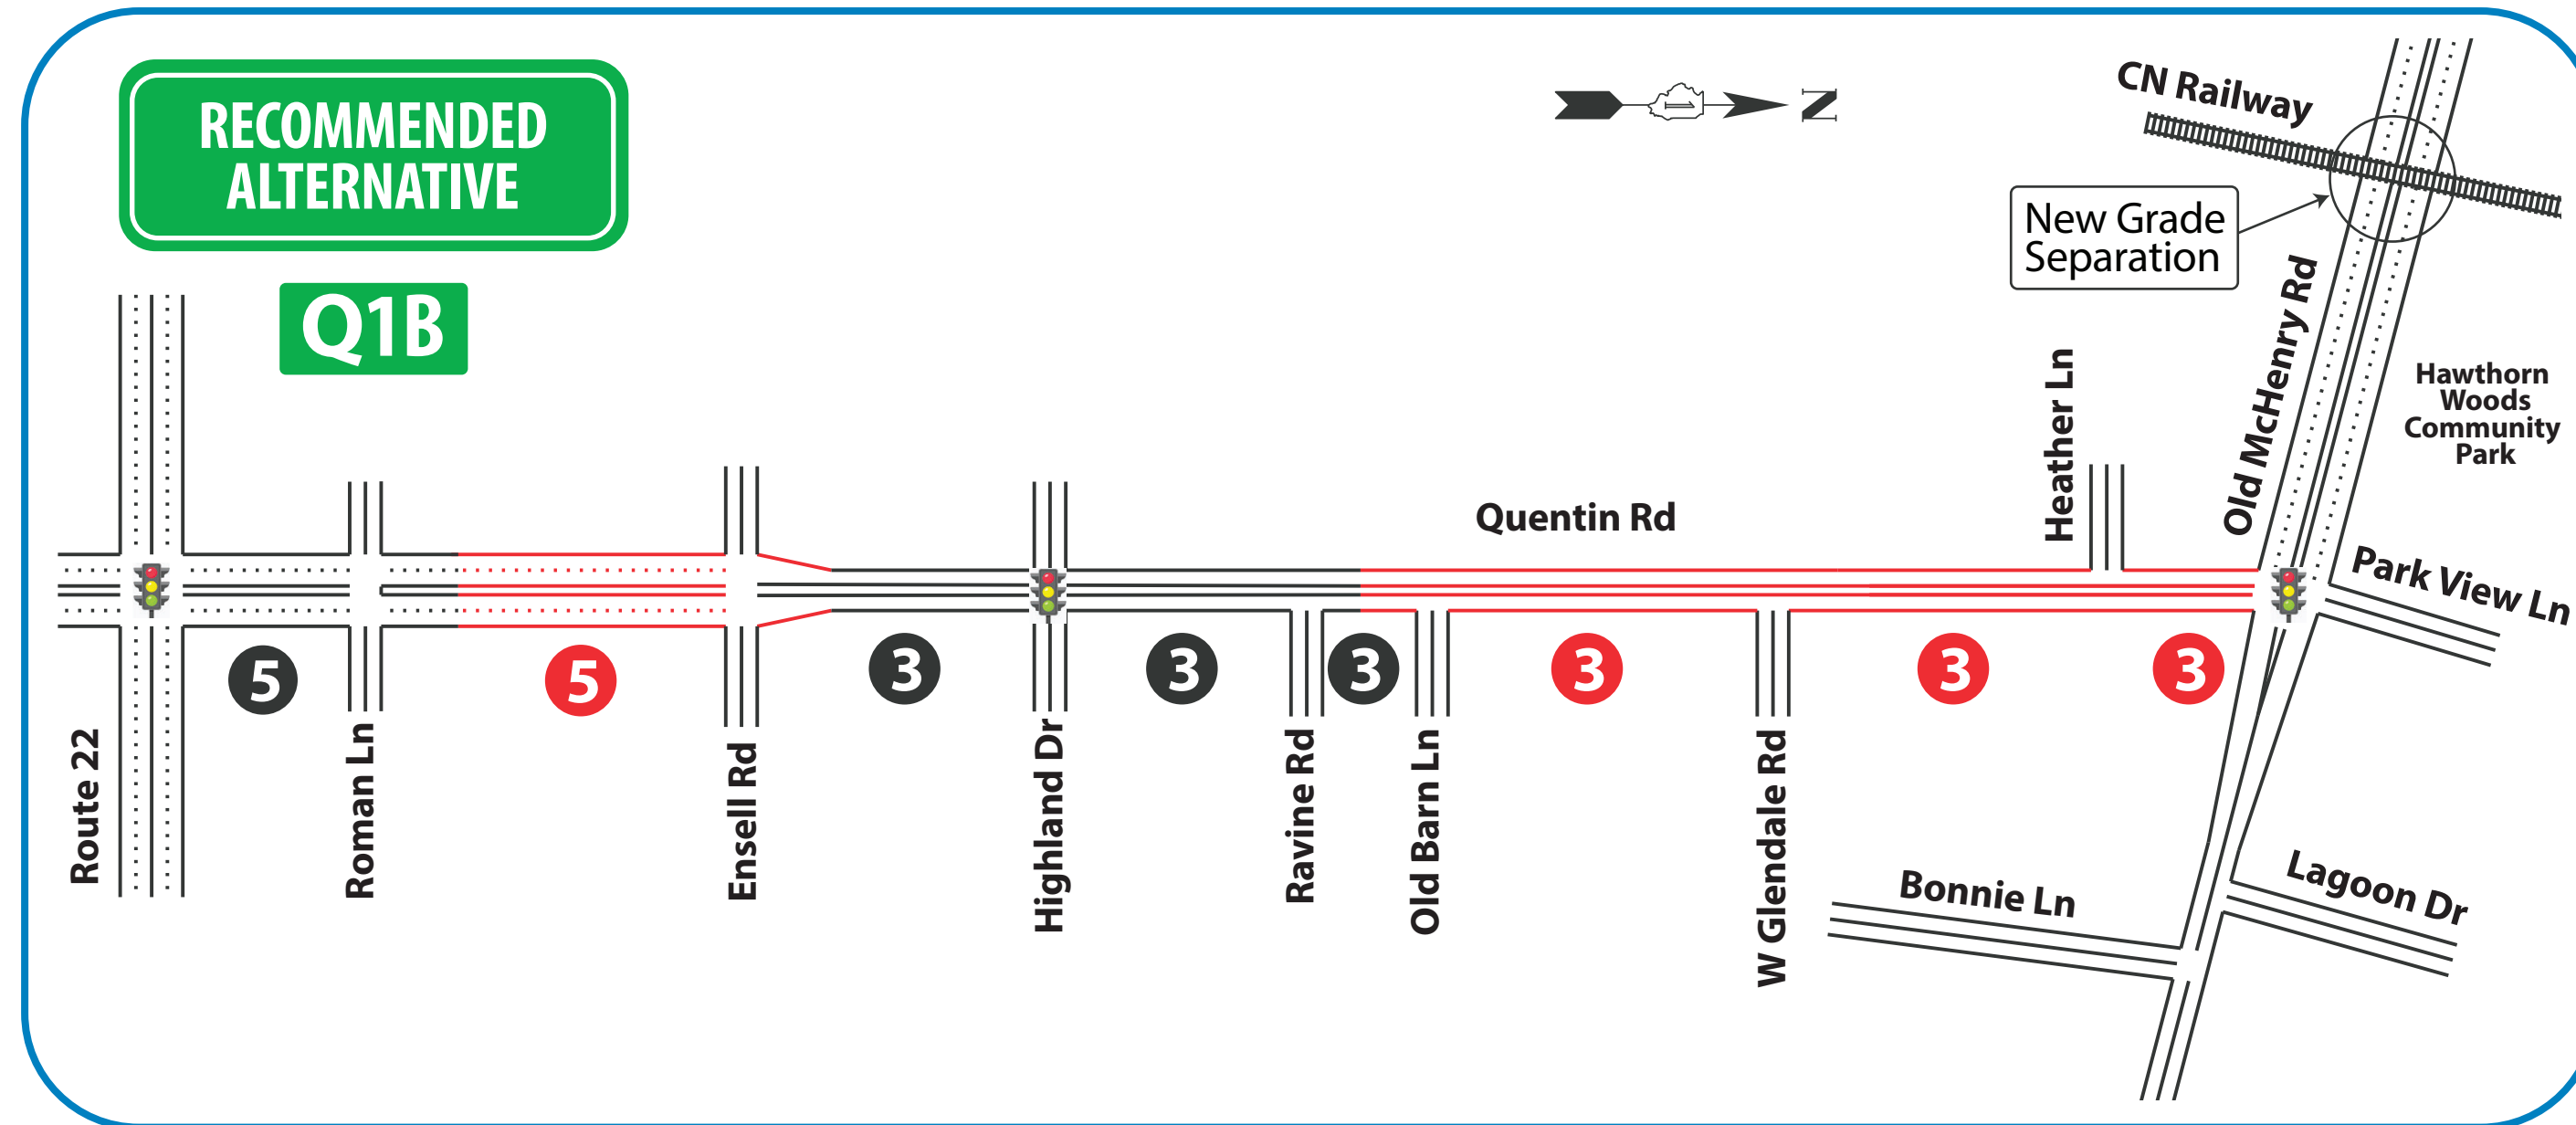 RECOMMENDED
ALTERNATIVE
Q1B
N
CN Railway
New Grade
Separation
Old McHenry Rd
Hawthorn
Woods
Community
Park
Heather Ln
Quentin Rd
Park View Ln
5
5
3
3
3
3
3
3
Route 22
Roman Ln
Ensell Rd
Highland Dr
Ravine Rd
Old Barn Ln
W Glendale Rd
Bonnie Ln
Lagoon Dr